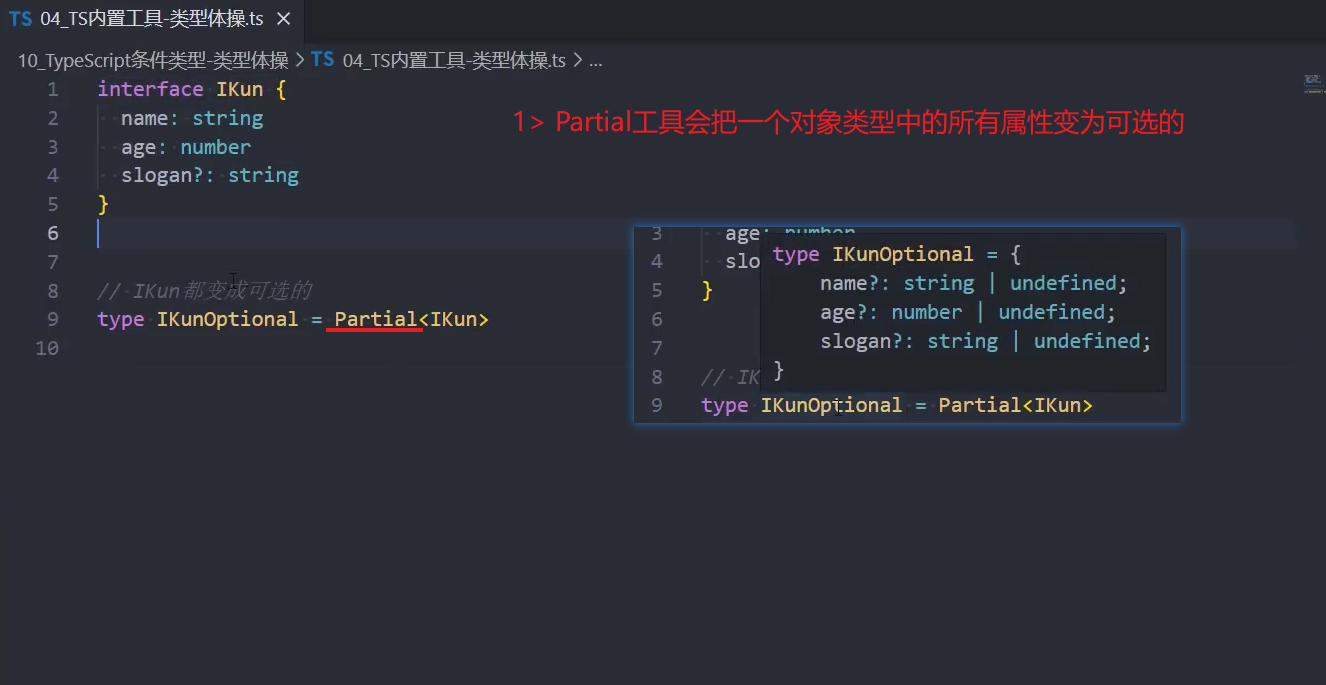 TS 04_TS内置工具-类型体操.ts ×
10_TypeScript条件类型-类型体操 > TS 04_TS内置工具-类型体操.ts > ...
1 interface IKun {
2 name: string
3 age: number
4 slogan?: string
5 }
6
7
8 // IKun都变成可选的
9 type IKunOptional = Partial<IKun>
10
1> Partial工具会把一个对象类型中的所有属性变为可选的
3 age: number
4 slo
5 }
6
7
8 // IK
9 type IKunOptional = Partial<IKun>
type IKunOptional = {
name?: string | undefined;
age?: number | undefined;
slogan?: string | undefined;
}